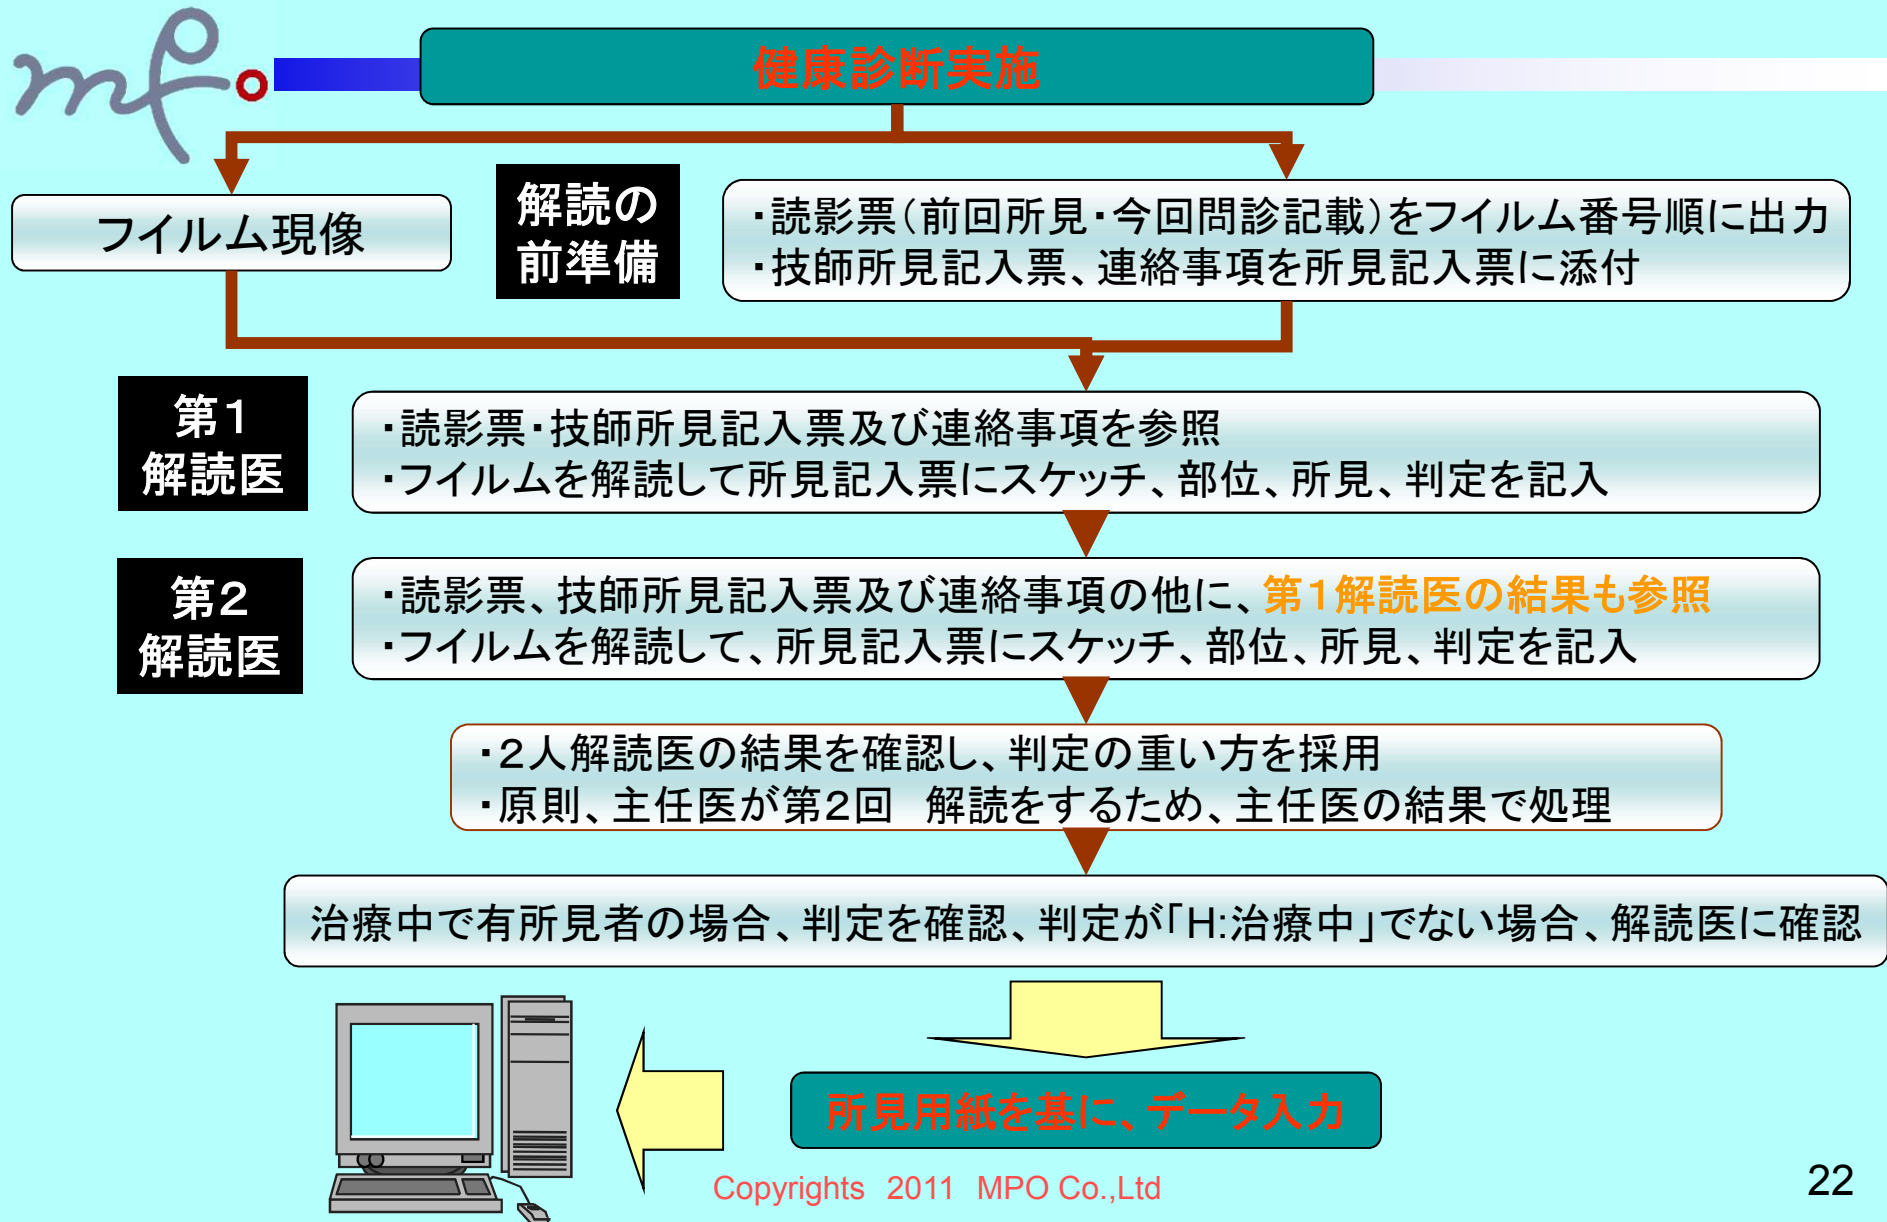 mpo
健康診断実施
フイルム現像
解読の
前準備
・読影票（前回所見・今回問診記載）をフイルム番号順に出力
・技師所見記入票、連絡事項を所見記入票に添付
第１
解読医
・読影票・技師所見記入票及び連絡事項を参照
・フイルムを解読して所見記入票にスケッチ、部位、所見、判定を記入
第２
解読医
・読影票、技師所見記入票及び連絡事項の他に、第１解読医の結果も参照
・フイルムを解読して、所見記入票にスケッチ、部位、所見、判定を記入
・２人解読医の結果を確認し、判定の重い方を採用
・原則、主任医が第２回　解読をするため、主任医の結果で処理
治療中で有所見者の場合、判定を確認、判定が「H:治療中」でない場合、解読医に確認
所見用紙を基に、データ入力
Copyrights 2011 MPO Co.,Ltd
22